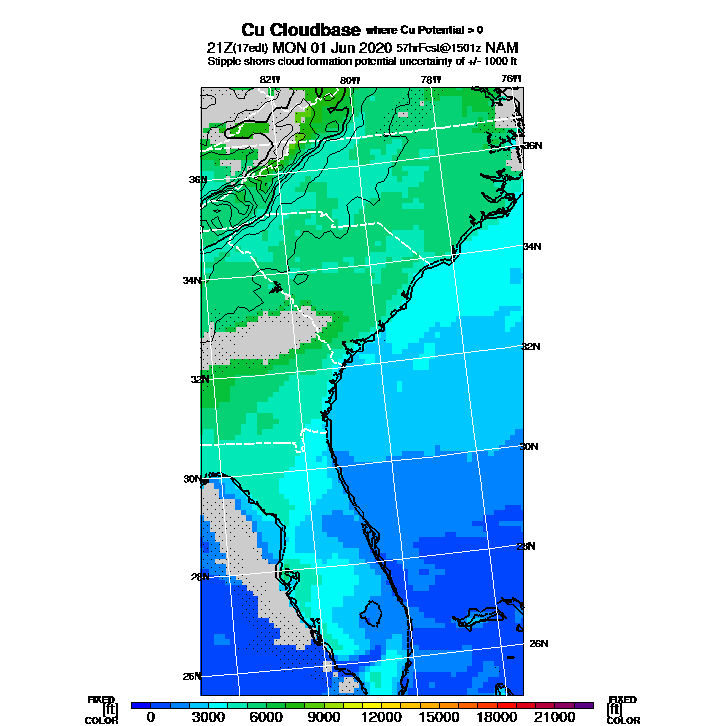 Cu Cloudbase where Cu Potential > 0
21Z(17edt) MON 01 Jun 2020 57hrFcst@1501z NAM
Stipple shows cloud formation potential uncertainty of +/- 1000 ft
82W 80W 78W 76W
36N
36N
34N
34N
32N
32N
30N
30N
28N
28N
26N
26N
FIXED FIXED
[ft] 0 3000 6000 9000 12000 15000 18000 21000 [ft]
COLOR COLOR